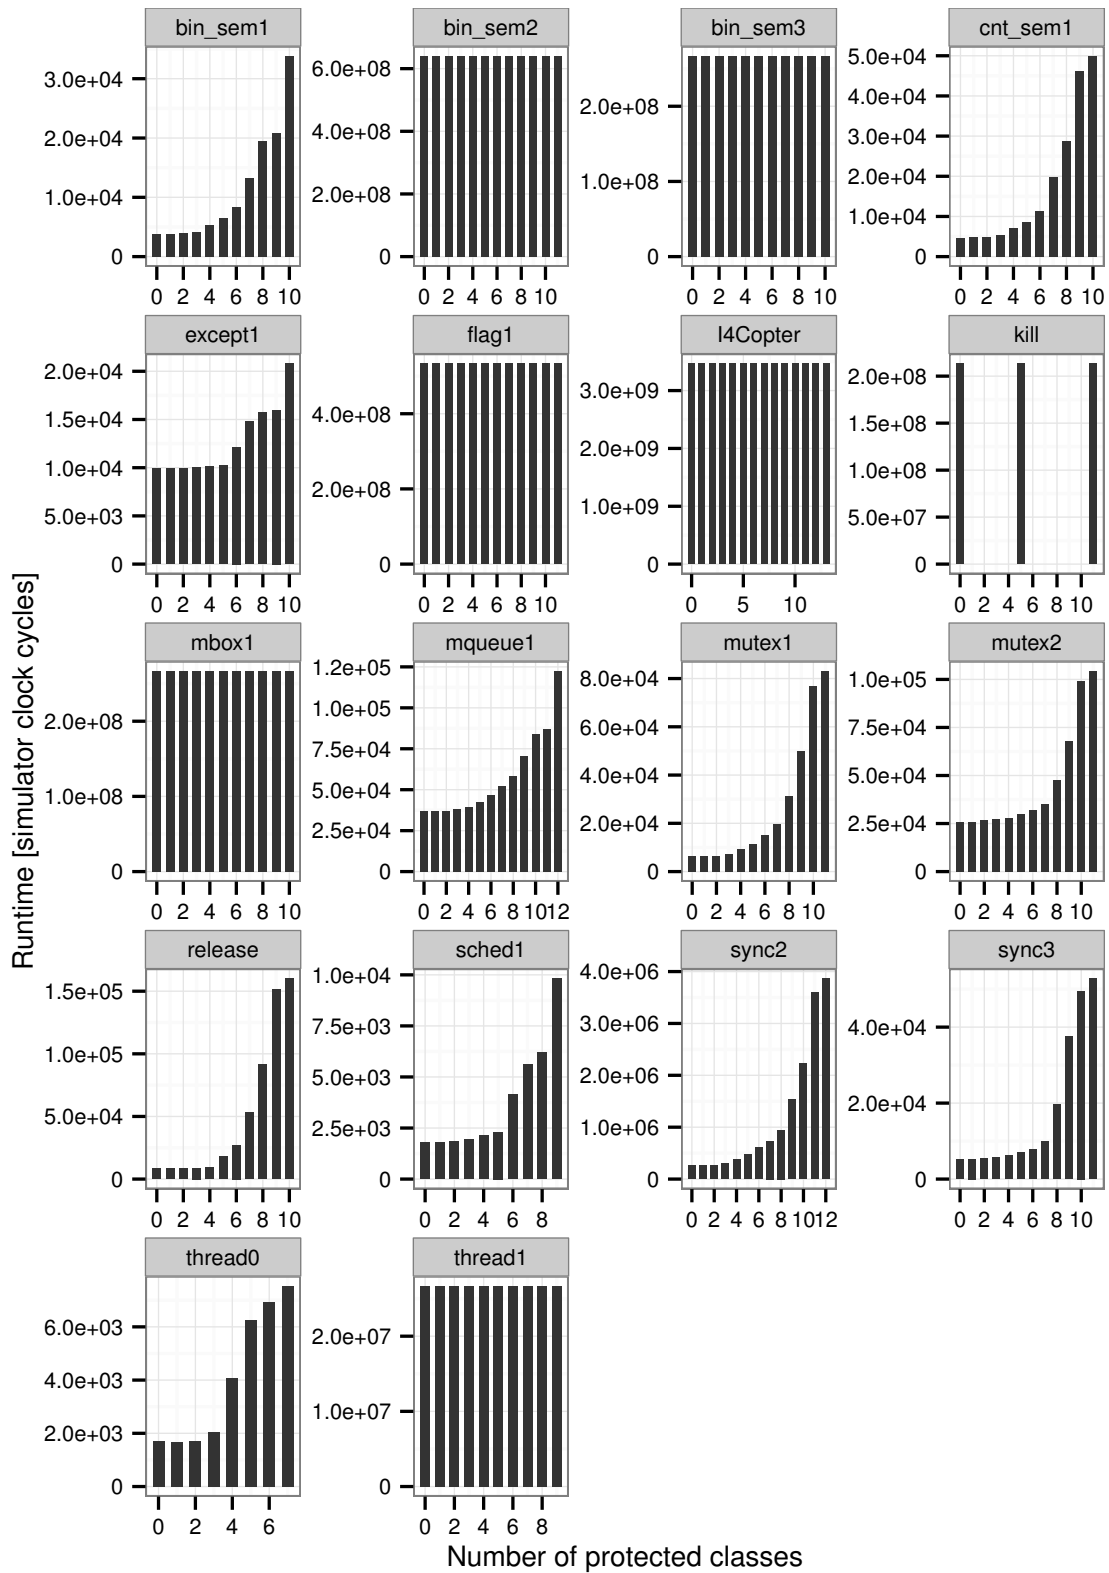 bin_sem1 bin_sem2 bin_sem3 cnt_sem1
3.0e+04 2.0e+04 1.0e+04 0
6.0e+08 4.0e+08 2.0e+08 0
2.0e+08 1.0e+08 0
5.0e+04 4.0e+04 3.0e+04 2.0e+04 1.0e+04 0
0 2 4 6 8 10
0 2 4 6 8 10
0 2 4 6 8 10
0 2 4 6 8 10
except1 flag1 I4Copter kill
2.0e+04 1.5e+04 1.0e+04 5.0e+03 0
4.0e+08 2.0e+08 0
3.0e+09 2.0e+09 1.0e+09 0
2.0e+08 1.5e+08 1.0e+08 5.0e+07 0
0 2 4 6 8 10
0 2 4 6 8 10
0 5 10
0 2 4 6 8 10
mbox1 mqueue1 mutex1 mutex2
2.0e+08 1.0e+08 0
1.2e+05 1.0e+05 7.5e+04 5.0e+04 2.5e+04 0
8.0e+04 6.0e+04 4.0e+04 2.0e+04 0
1.0e+05 7.5e+04 5.0e+04 2.5e+04 0
0 2 4 6 8 10
0 2 4 6 8 10 12
0 2 4 6 8 10
0 2 4 6 8 10
release sched1 sync2 sync3
1.5e+05 1.0e+05 5.0e+04 0
1.0e+04 7.5e+03 5.0e+03 2.5e+03 0
4.0e+06 3.0e+06 2.0e+06 1.0e+06 0
4.0e+04 2.0e+04 0
0 2 4 6 8 10
0 2 4 6 8
0 2 4 6 8 10 12
0 2 4 6 8 10
thread0 thread1
6.0e+03 4.0e+03 2.0e+03 0
2.0e+07 1.0e+07 0
0 2 4 6
0 2 4 6 8
Runtime [simulator clock cycles]
Number of protected classes